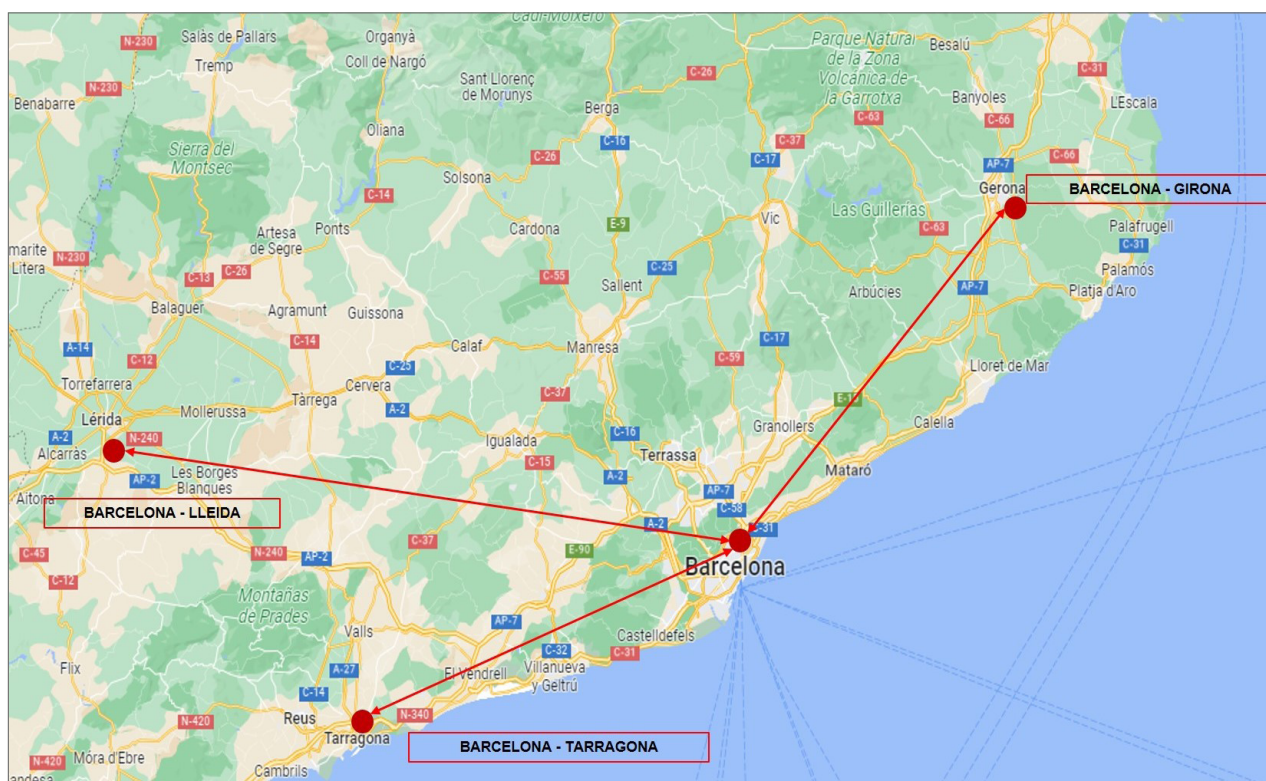 Cadí-Moixeró
N-230
Salàs de Pallars
Tremp
Organyà
Coll de Nargó
Parque Natural
de la Zona
Volcánica de
la Garrotxa
Besalú
C-26
C-31
Sant Llorenç
de Morunys
N-230
Benabarre
Berga
Banyoles
L'Escala
Oliana
C-63
C-66
C-16
C-37
Sierra del
Montsec
C-26
C-17
AP-7
C-66
Solsona
Gerona
BARCELONA - GIRONA
C-14
Las Guillerías
Vic
C-63
Palafrugell
Artesa
de Segre
Ponts
Cardona
E-9
C-31
N-230
Litera
C-26
C-13
C-25
Palamós
C-55
Sallent
AP-7
Platja d'Aro
Arbúcies
Balaguer
Agramunt
Guissona
A-14
C-14
Calaf
Manresa
C-17
C-12
C-25
C-59
Lloret de Mar
Torrefarrera
Cervera
Tàrrega
C-37
Mollerussa
A-2
Calella
Lérida
Granollers
A-2
N-240
Igualada
C-16
Alcarràs
Terrassa
C-15
Mataró
Les Borges
Blanques
AP-2
A-2
AP-7
Aitona
BARCELONA - LLEIDA
C-58
A-2
C-31
C-37
C-45
N-240
E-90
AP-2
Barcelona
C-12
Montañas
de Prades
AP-7
Valls
Castelldefels
C-32
C-31
Flix
A-27
El Vendrell
Villanueva
y Geltrú
C-14
N-420
Reus
N-340
Tarragona
BARCELONA - TARRAGONA
Móra d'Ebre
N-420
Cambrils